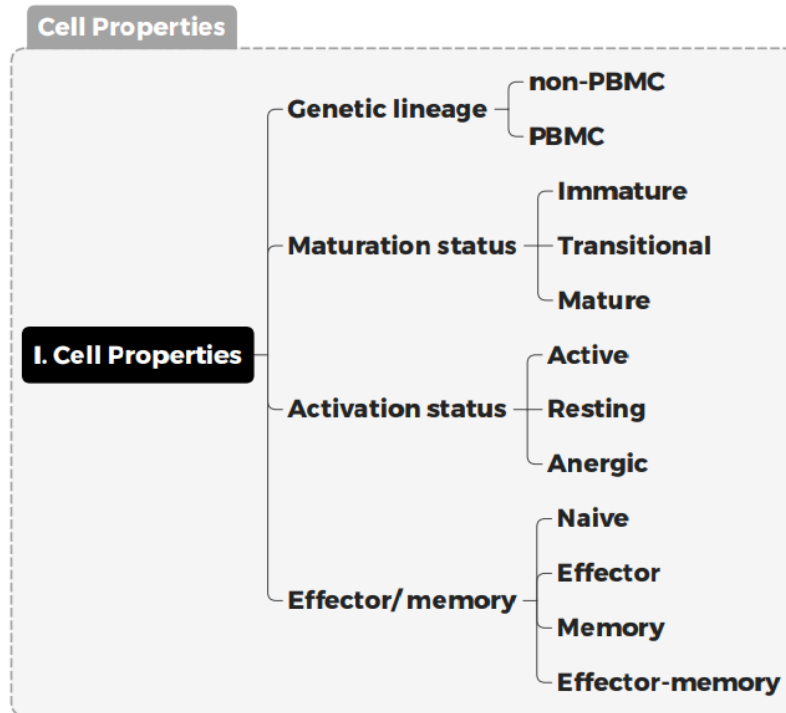 Cell Properties
non-PBMC
Genetic lineage
PBMC
Immature
Maturation status
Transitional
Mature
I. Cell Properties
Active
Activation status
Resting
Anergic
Naive
Effector
Effector/ memory
Memory
Effector-memory